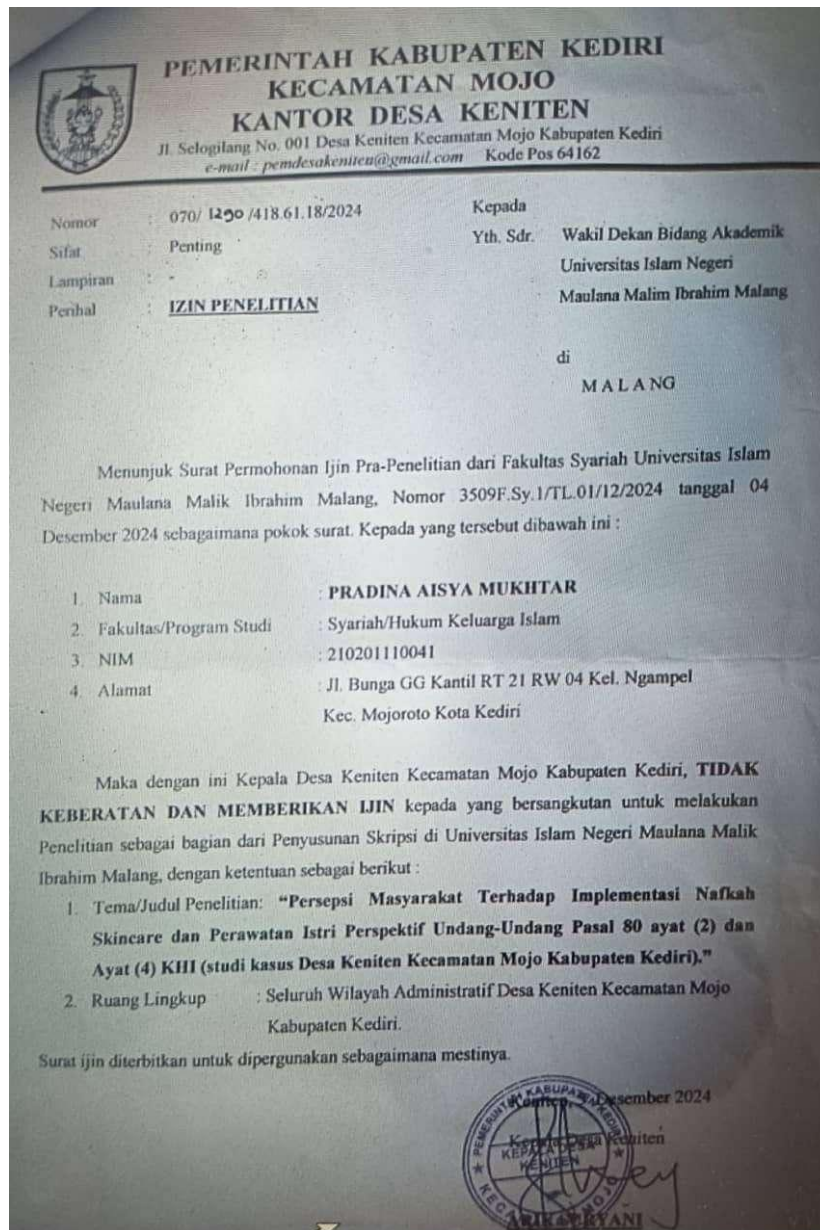 PEMERINTAH KABUPATEN KEDIRI
KECAMATAN MOJO
KANTOR DESA KENITEN
Jl. Selogilang No. 001 Desa Keniten Kecamatan Mojo Kabupaten Kediri
e-mail : pemdesakeniten@gmail.com Kode Pos 64162
Nomor : 070/ 1290 /418.61.18/2024
Sifat : Penting
Lampiran : -
Perihal : IZIN PENELITIAN
Kepada
Yth. Sdr. Wakil Dekan Bidang Akademik
Universitas Islam Negeri
Maulana Malim Ibrahim Malang
di
MALANG
Menunjuk Surat Permohonan Ijin Pra-Penelitian dari Fakultas Syariah Universitas Islam
Negeri Maulana Malik Ibrahim Malang, Nomor 3509F.Sy.1/TL.01/12/2024 tanggal 04
Desember 2024 sebagaimana pokok surat. Kepada yang tersebut dibawah ini :
1. Nama : PRADINA AISYA MUKHTAR
2. Fakultas/Program Studi : Syariah/Hukum Keluarga Islam
3. NIM : 210201110041
4. Alamat : Jl. Bunga GG Kantil RT 21 RW 04 Kel. Ngampel
Kec. Mojoroto Kota Kediri
Maka dengan ini Kepala Desa Keniten Kecamatan Mojo Kabupaten Kediri, TIDAK
KEBERATAN DAN MEMBERIKAN IJIN kepada yang bersangkutan untuk melakukan
Penelitian sebagai bagian dari Penyusunan Skripsi di Universitas Islam Negeri Maulana Malik
Ibrahim Malang, dengan ketentuan sebagai berikut :
1. Tema/Judul Penelitian: “Persepsi Masyarakat Terhadap Implementasi Nafkah
Skincare dan Perawatan Istri Perspektif Undang-Undang Pasal 80 ayat (2) dan
Ayat (4) KHI (studi kasus Desa Keniten Kecamatan Mojo Kabupaten Kediri).”
2. Ruang Lingkup : Seluruh Wilayah Administratif Desa Keniten Kecamatan Mojo
Kabupaten Kediri.
Surat ijin diterbitkan untuk dipergunakan sebagaimana mestinya.
Desember 2024
Kepala Desa Keniten
PEMERINTAH KABUPATEN KEDIRI
KEPALA DESA
KENITEN
KECAMATAN MOJO